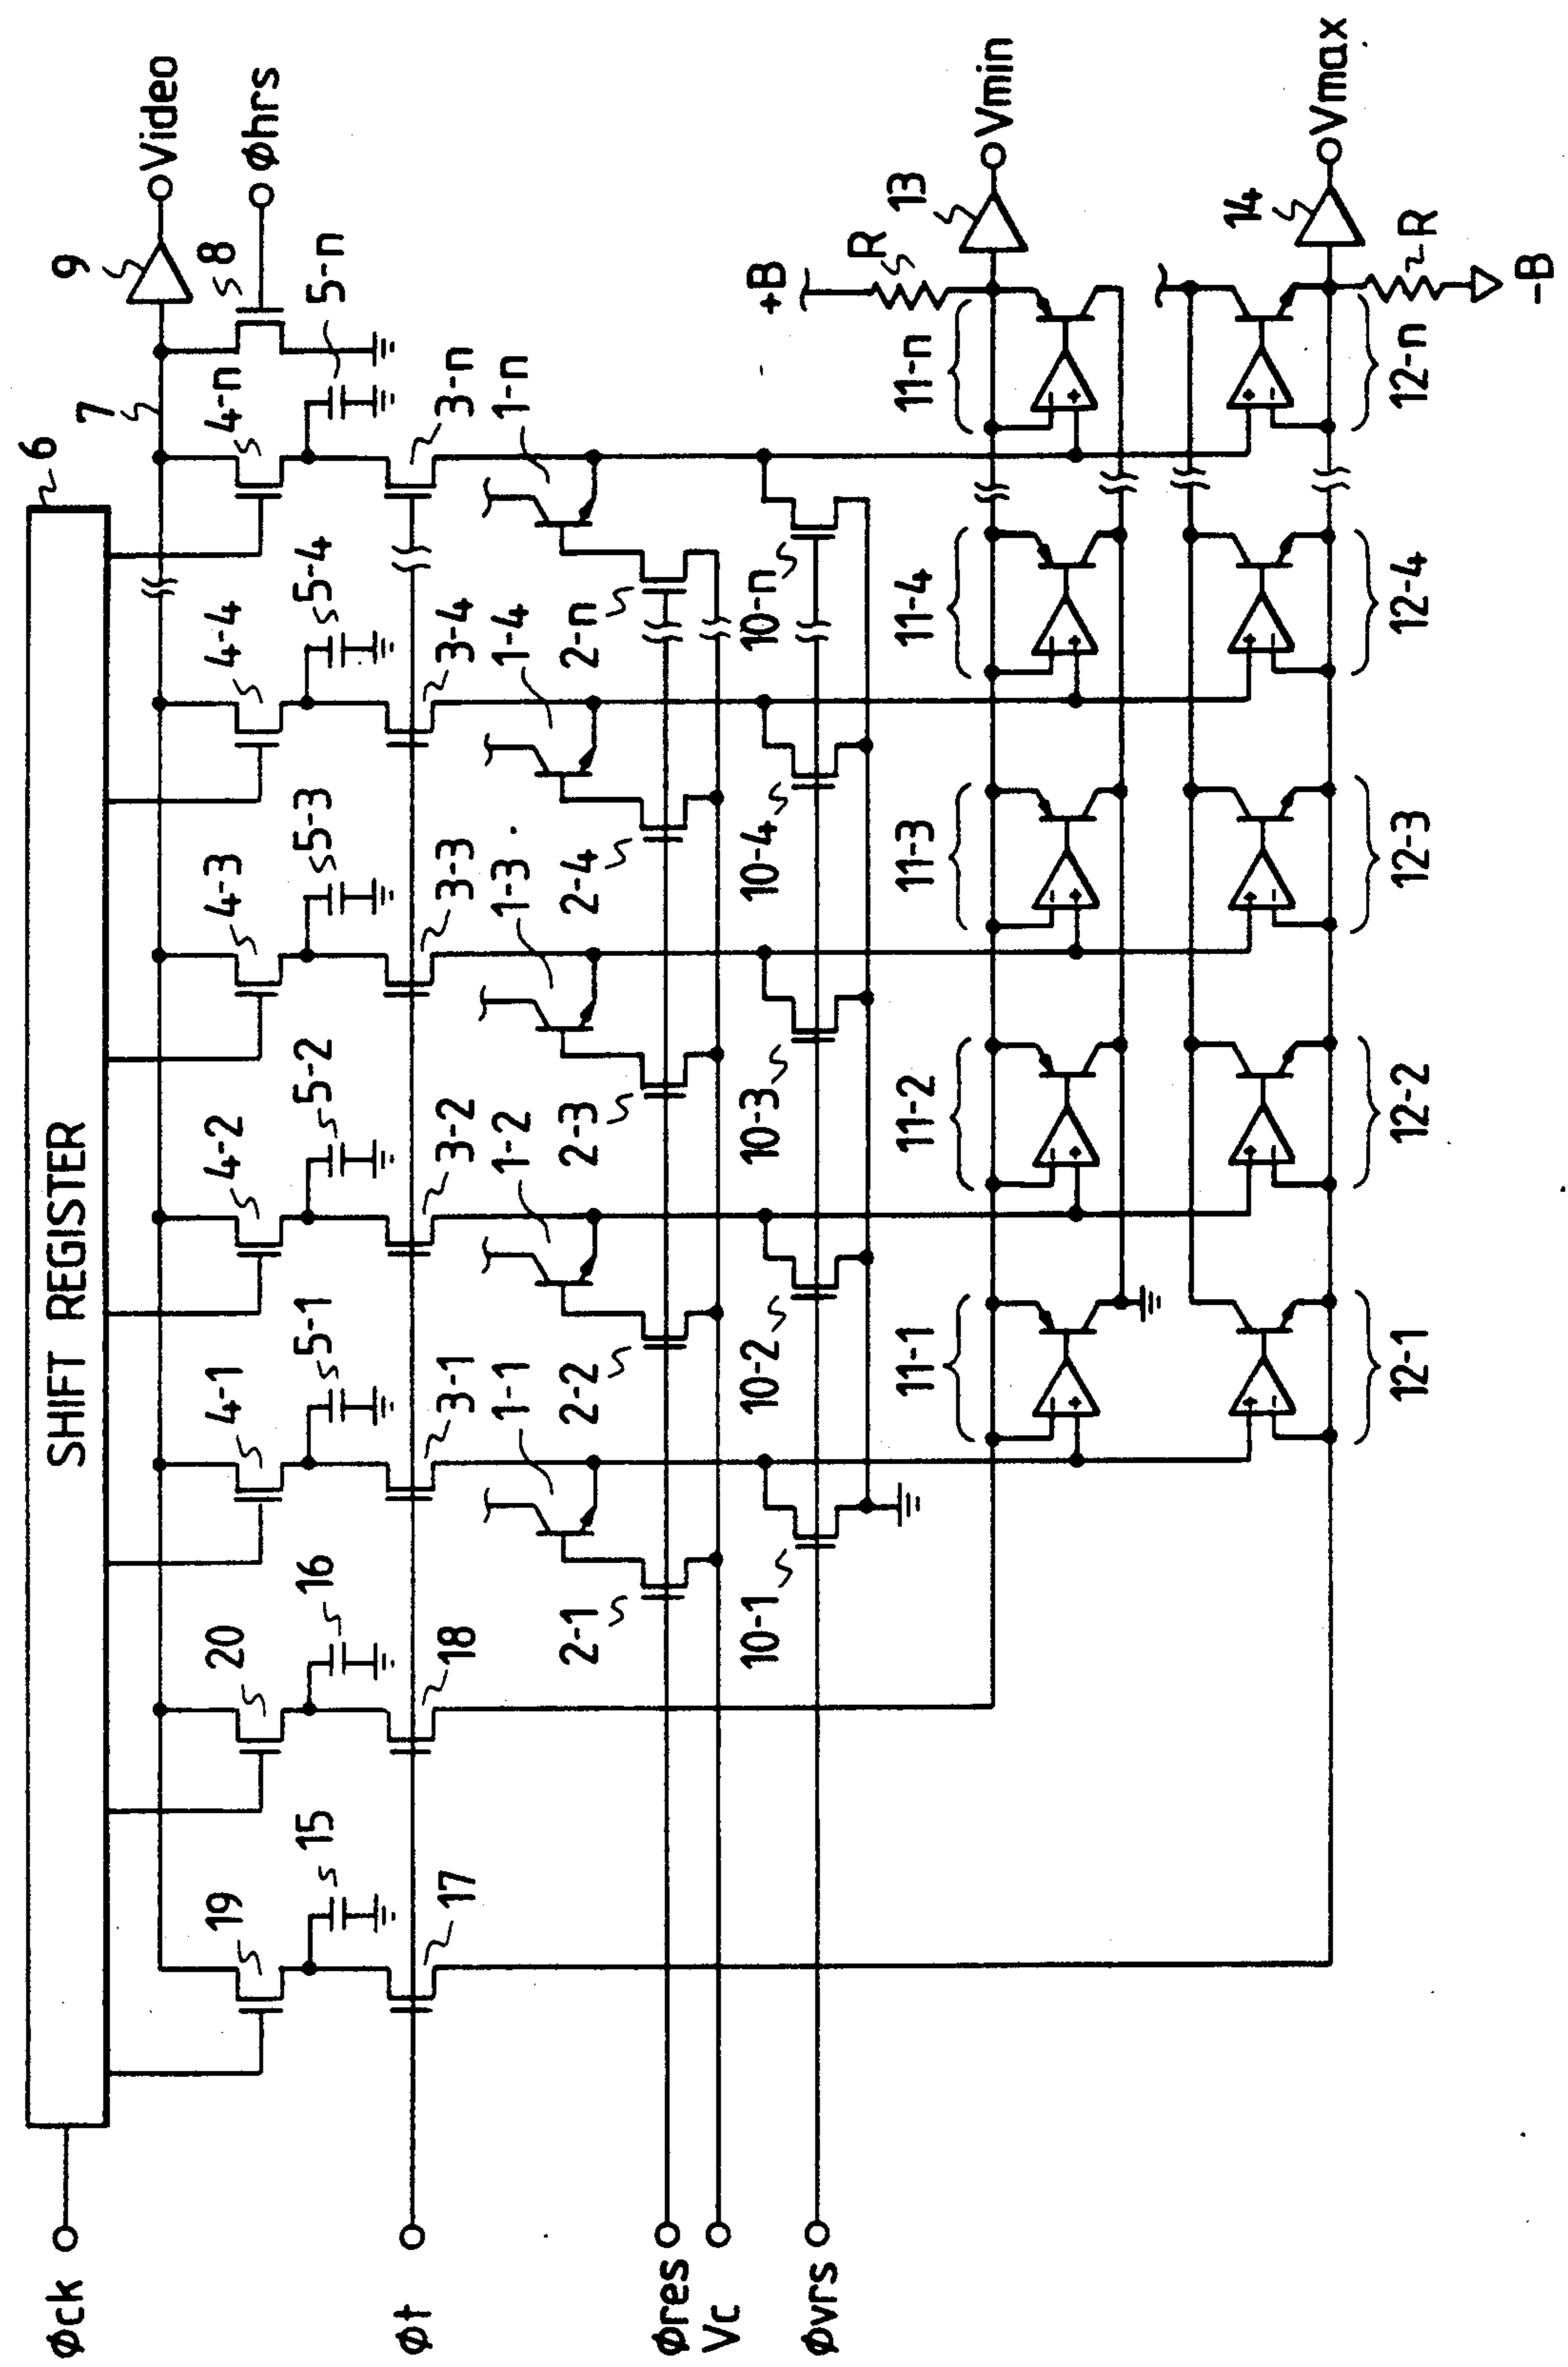 SHIFT REGISTER
6
φck
7
9
Video
19
20
4-1
4-2
4-3
4-4
4-n
8
φhrs
15
16
5-1
5-2
5-3
5-4
5-n
φt
17
18
3-1
3-2
3-3
3-4
3-n
1-1
1-2
1-3
1-4
1-n
2-1
2-2
2-3
2-4
2-n
φres
Vc
10-1
10-2
10-3
10-4
10-n
φvrs
+B
R
13
Vmin
11-1
11-2
11-3
11-4
11-n
14
Vmax
R
-B
12-1
12-2
12-3
12-4
12-n